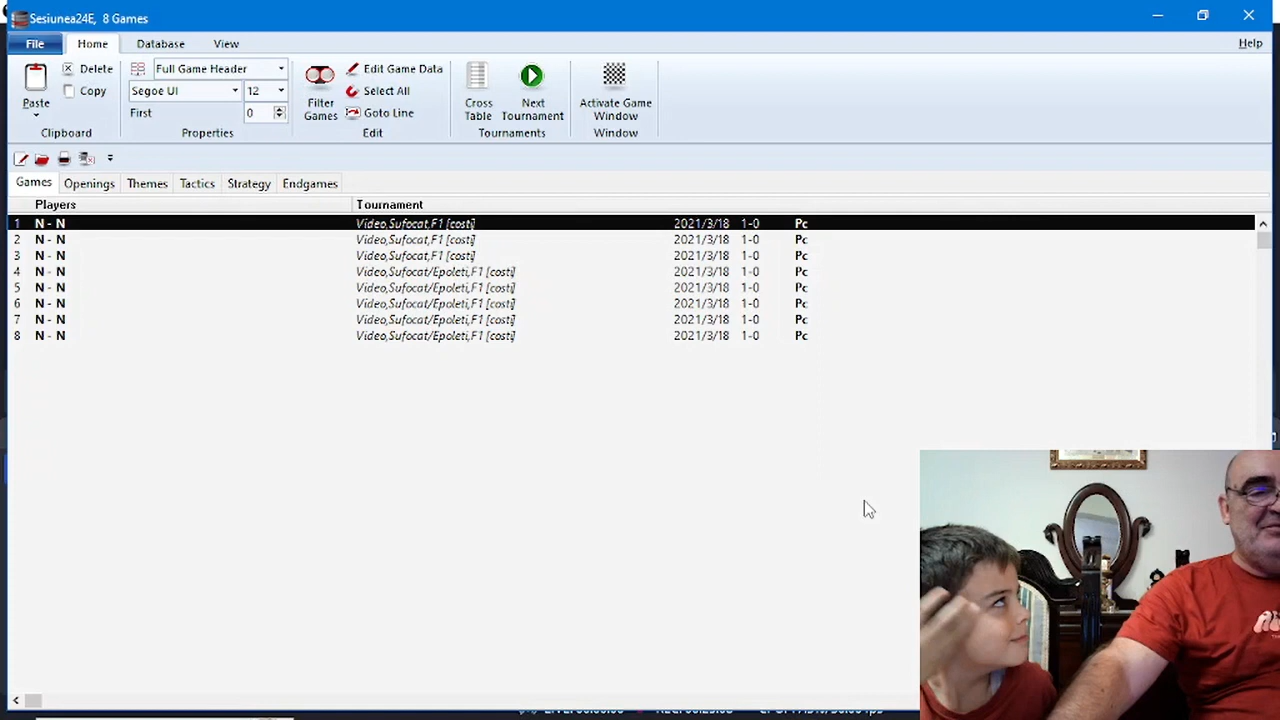 Sesiunea24E, 8 Games
File Home Database View Help
Paste
Delete
Copy
Clipboard
Full Game Header
Segoe UI 12
First 0
Properties
Filter Games
Edit Game Data
Select All
Goto Line
Edit
Cross Table
Next Tournament
Tournaments
Activate Game Window
Window
Games Openings Themes Tactics Strategy Endgames
Players Tournament
1 N - N Video,Sufocat,F1 [costi] 2021/3/18 1-0 Pc
2 N - N Video,Sufocat,F1 [costi] 2021/3/18 1-0 Pc
3 N - N Video,Sufocat,F1 [costi] 2021/3/18 1-0 Pc
4 N - N Video,Sufocat/Epoleti,F1 [costi] 2021/3/18 1-0 Pc
5 N - N Video,Sufocat/Epoleti,F1 [costi] 2021/3/18 1-0 Pc
6 N - N Video,Sufocat/Epoleti,F1 [costi] 2021/3/18 1-0 Pc
7 N - N Video,Sufocat/Epoleti,F1 [costi] 2021/3/18 1-0 Pc
8 N - N Video,Sufocat/Epoleti,F1 [costi] 2021/3/18 1-0 Pc